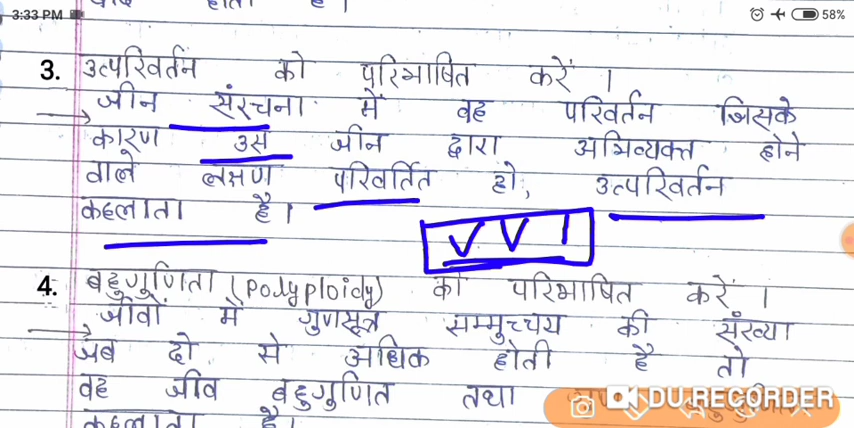 होता है।
3:33 PM 58%
3. उत्परिवर्तन को परिभाषित करें ।
जीन संरचना में वह परिवर्तन जिसके
कारण उस जीन द्वारा अभिव्यक्त होने
वाले लक्षण परिवर्तित हो, उत्परिवर्तन
कहलाता है।
V V I
4. बहुगुणिता (Polyploidy) को परिभाषित करें ।
जीवों में गुणसूत्र सम्मुच्चय की संख्या
जब दो से अधिक होती है तो
वह जीव बहुगुणित तथा
DU RECORDER
कहलाता है।